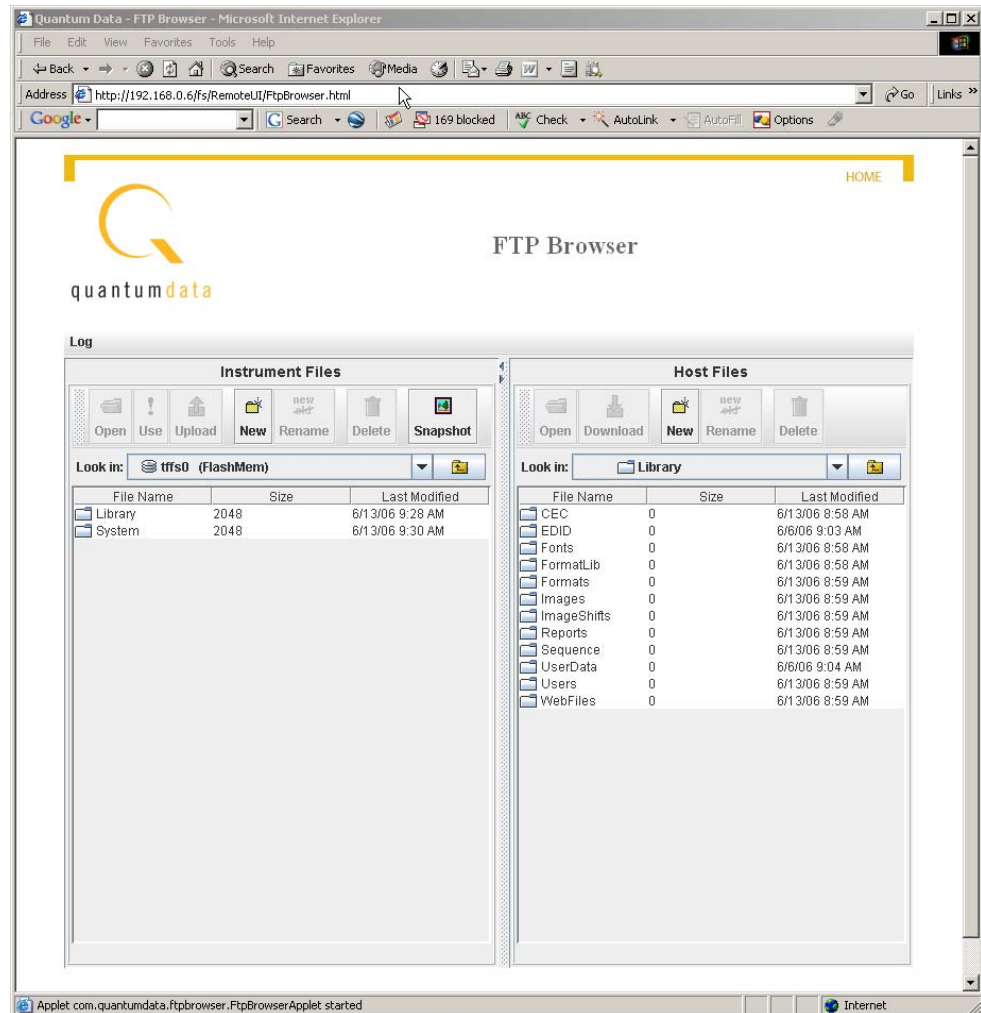 Quantum Data - FTP Browser - Microsoft Internet Explorer
File Edit View Favorites Tools Help
Back Search Favorites Media
Address http://192.168.0.6/fs/RemoteUI/FtpBrowser.html Go Links »
Google Search 169 blocked ABC Check AutoLink AutoFill Options
HOME
FTP Browser
quantumdata
Log
Instrument Files
Open Use Upload New new old Rename Delete Snapshot
Look in: tffs0 (FlashMem)
File Name Size Last Modified
Library 2048 6/13/06 9:28 AM
System 2048 6/13/06 9:30 AM
Host Files
Open Download New new old Rename Delete
Look in: Library
File Name Size Last Modified
CEC 0 6/13/06 8:58 AM
EDID 0 6/6/06 9:03 AM
Fonts 0 6/13/06 8:58 AM
FormatLib 0 6/13/06 8:58 AM
Formats 0 6/13/06 8:59 AM
Images 0 6/13/06 8:59 AM
ImageShifts 0 6/13/06 8:59 AM
Reports 0 6/13/06 8:59 AM
Sequence 0 6/13/06 8:59 AM
UserData 0 6/6/06 9:04 AM
Users 0 6/13/06 8:59 AM
WebFiles 0 6/13/06 8:59 AM
Applet com.quantumdata.ftpbrowser.FtpBrowserApplet started Internet